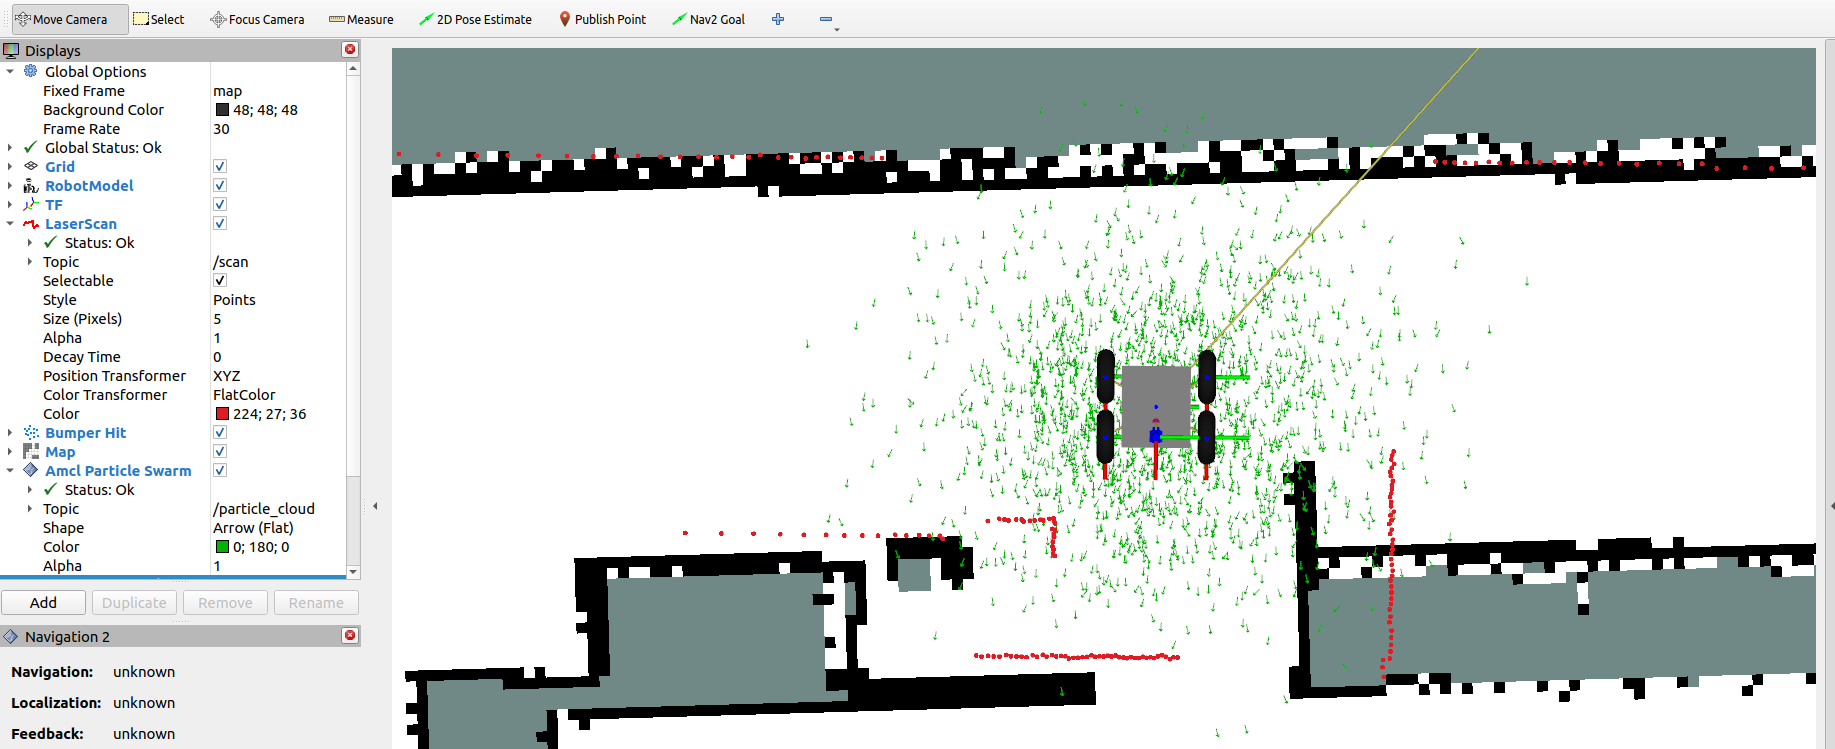 Move Camera Select Focus Camera Measure 2D Pose Estimate Publish Point Nav2 Goal
Displays
Global Options
Fixed Frame map
Background Color 48; 48; 48
Frame Rate 30
Global Status: Ok
Grid
RobotModel
TF
LaserScan
Status: Ok
Topic /scan
Selectable
Style Points
Size (Pixels) 5
Alpha 1
Decay Time 0
Position Transformer XYZ
Color Transformer FlatColor
Color 224; 27; 36
Bumper Hit
Map
Amcl Particle Swarm
Status: Ok
Topic /particle_cloud
Shape Arrow (Flat)
Color 0; 180; 0
Alpha 1
Add Duplicate Remove Rename
Navigation 2
Navigation: unknown
Localization: unknown
Feedback: unknown